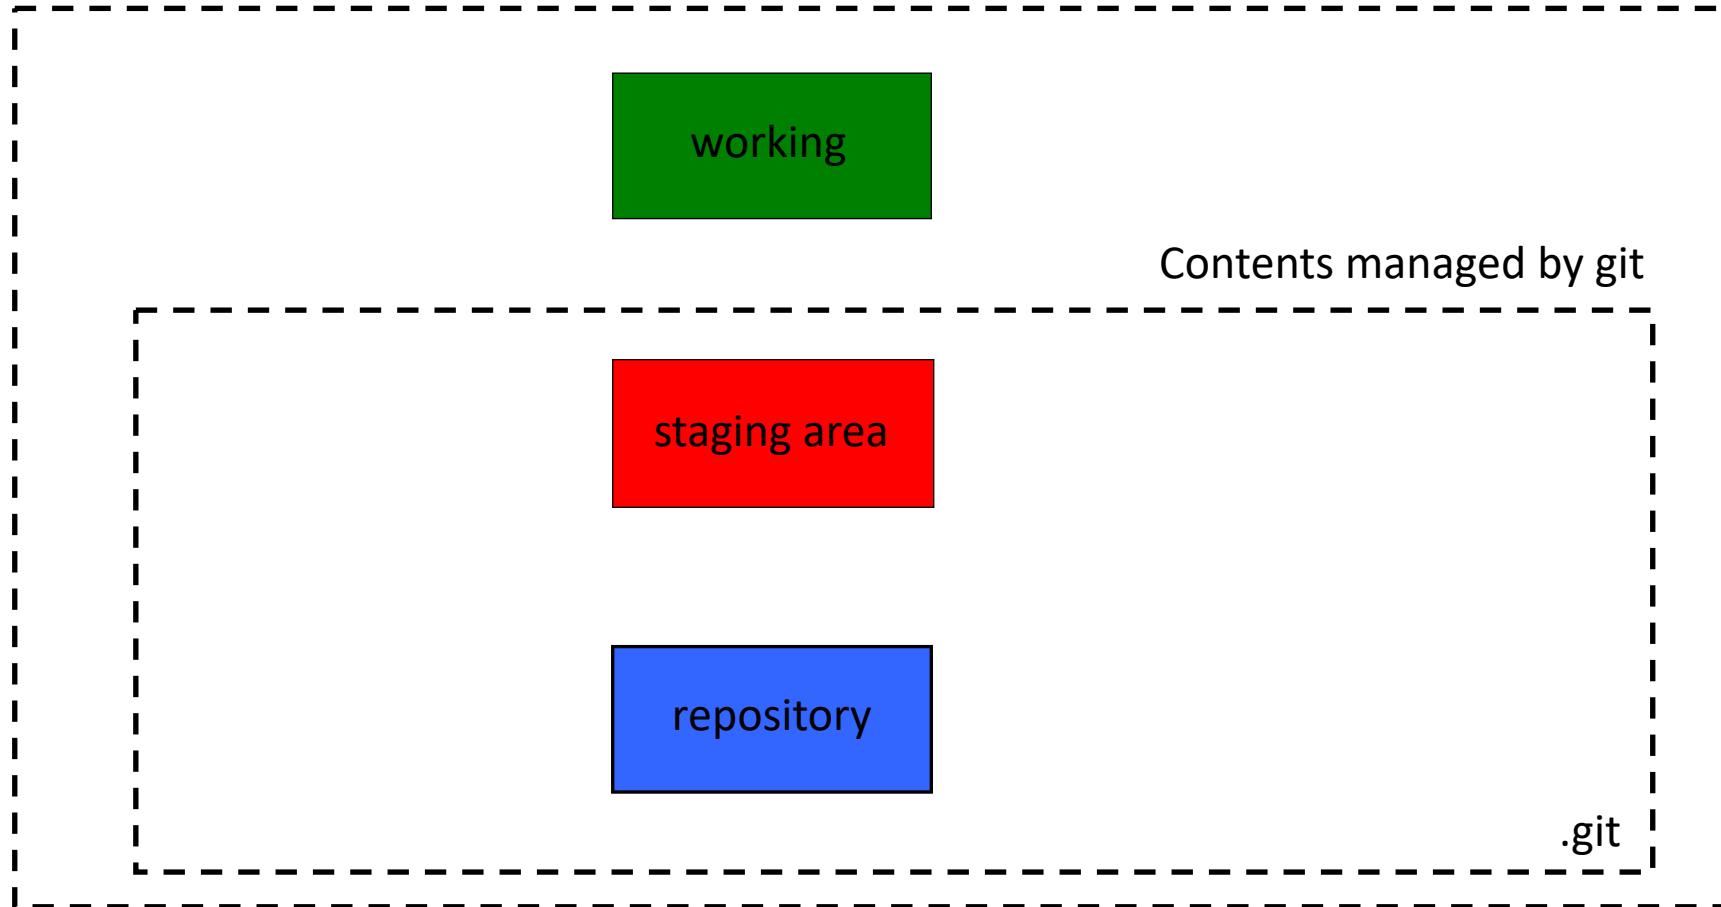 working
Contents managed by git
staging area
repository
.git